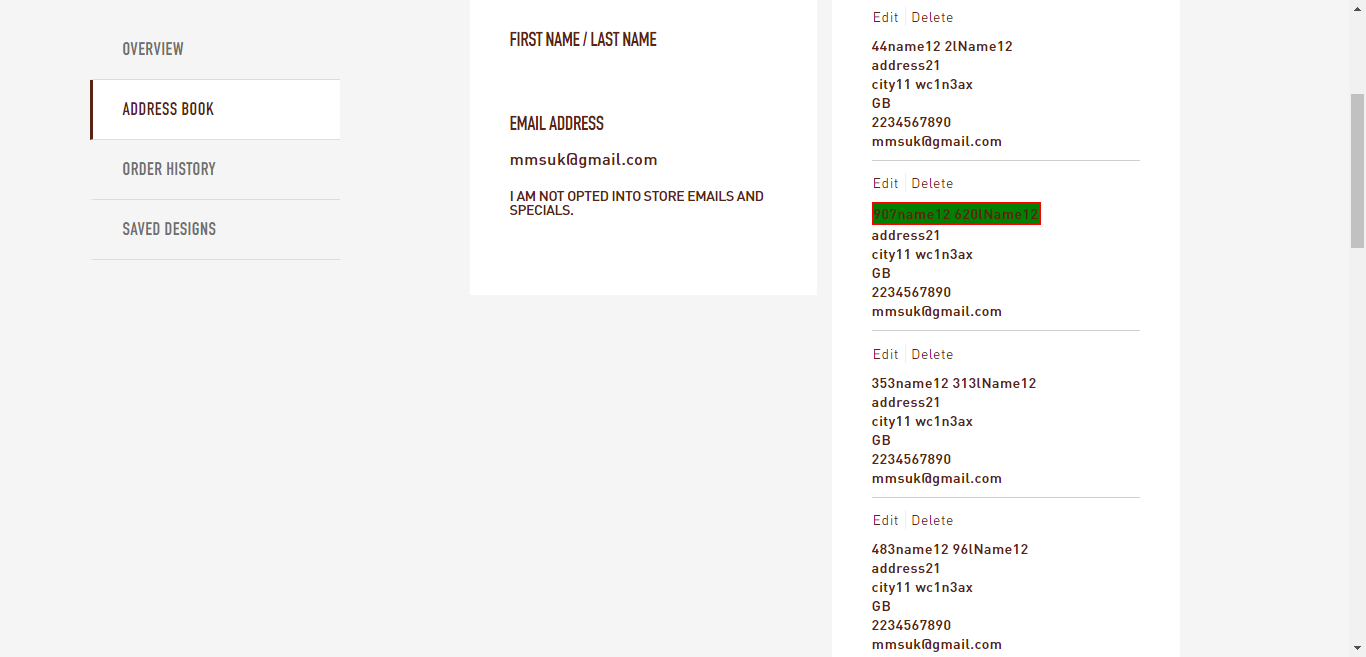 OVERVIEW
ADDRESS BOOK
ORDER HISTORY
SAVED DESIGNS
FIRST NAME / LAST NAME
EMAIL ADDRESS
mmsuk@gmail.com
I AM NOT OPTED INTO STORE EMAILS AND
SPECIALS.
Edit Delete
44name12 2lName12
address21
city11 wc1n3ax
GB
2234567890
mmsuk@gmail.com
Edit Delete
907name12 620lName12
address21
city11 wc1n3ax
GB
2234567890
mmsuk@gmail.com
Edit Delete
353name12 313lName12
address21
city11 wc1n3ax
GB
2234567890
mmsuk@gmail.com
Edit Delete
483name12 96lName12
address21
city11 wc1n3ax
GB
2234567890
mmsuk@gmail.com